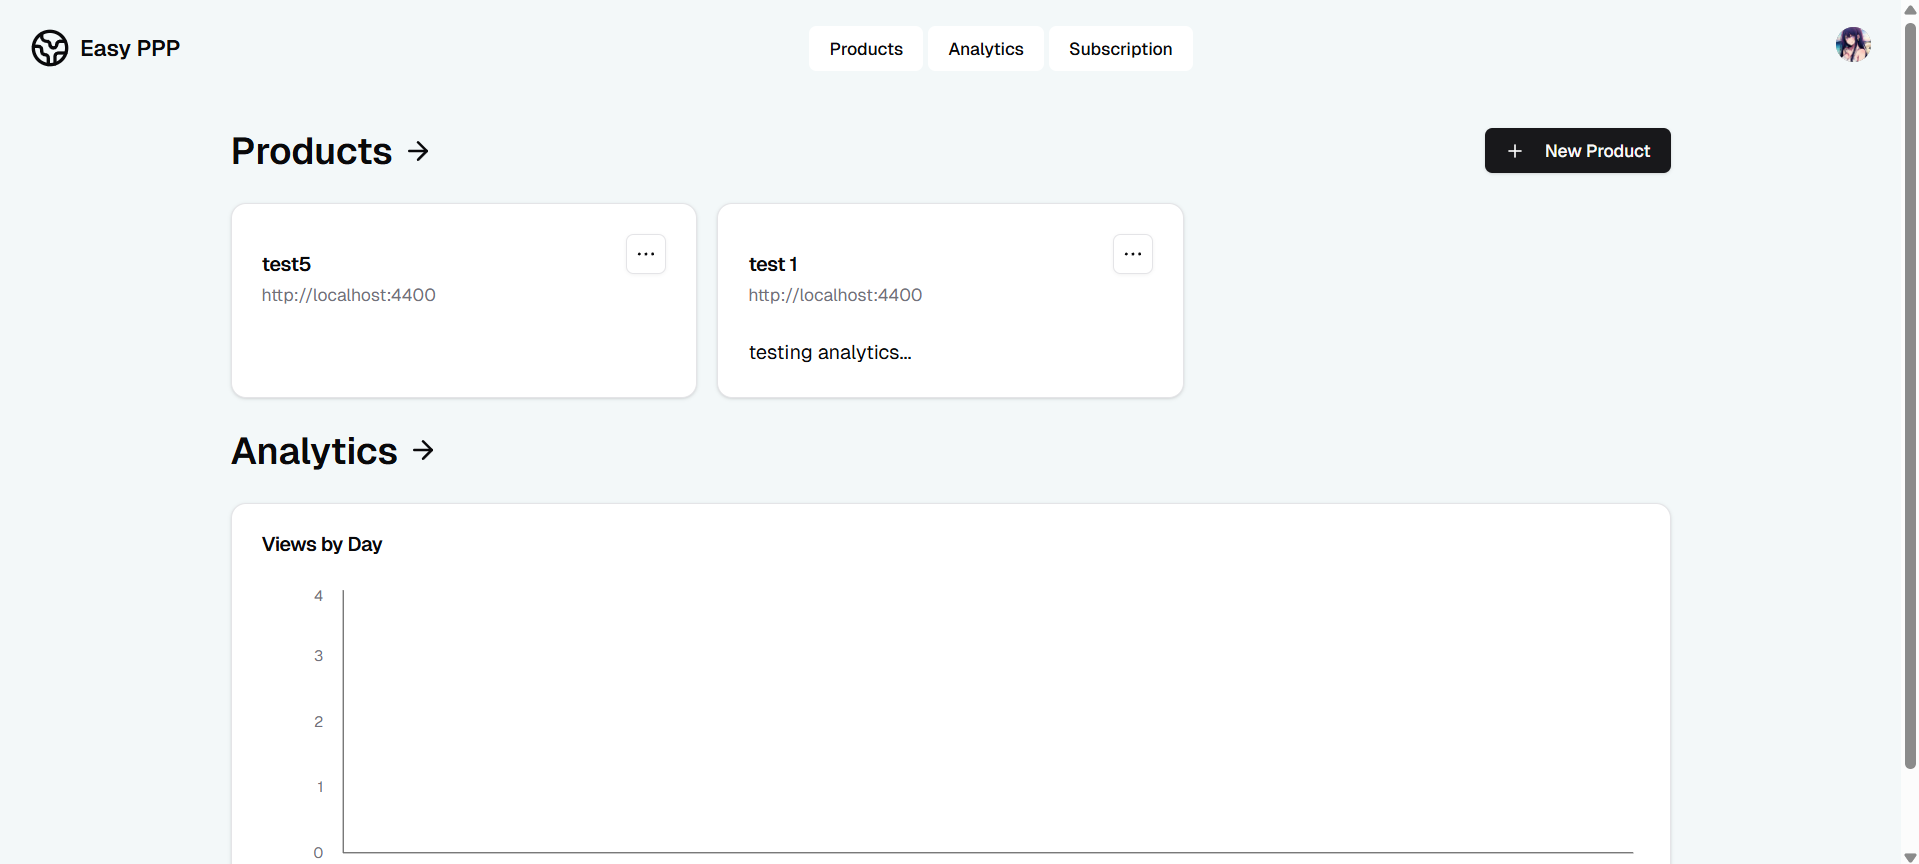 Easy PPP
Products
Analytics
Subscription
Products
New Product
test5
http://localhost:4400
test 1
http://localhost:4400
testing analytics...
Analytics
Views by Day
4
3
2
1
0